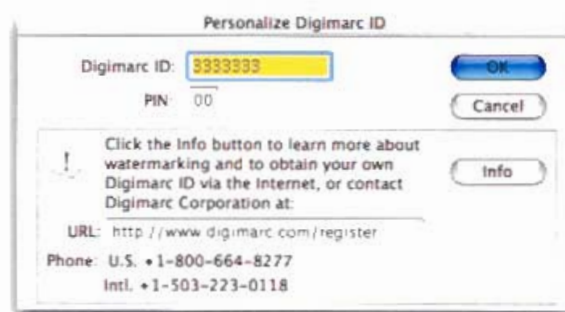 Personalize Digimarc ID
Digimarc ID: 3333333
OK
PIN: 00
Cancel
Click the Info button to learn more about
watermarking and to obtain your own
Digimarc ID via the Internet, or contact
Digimarc Corporation at:
Info
URL: http://www.digimarc.com/register
Phone: U.S. +1-800-664-8277
Intl. +1-503-223-0118